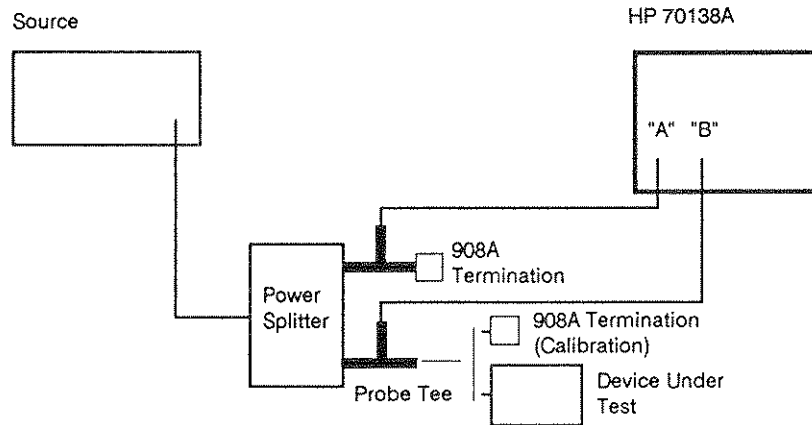 Source
HP 70138A
"A" "B"
908A
Termination
Power
Splitter
908A Termination
(Calibration)
Probe Tee
Device Under
Test